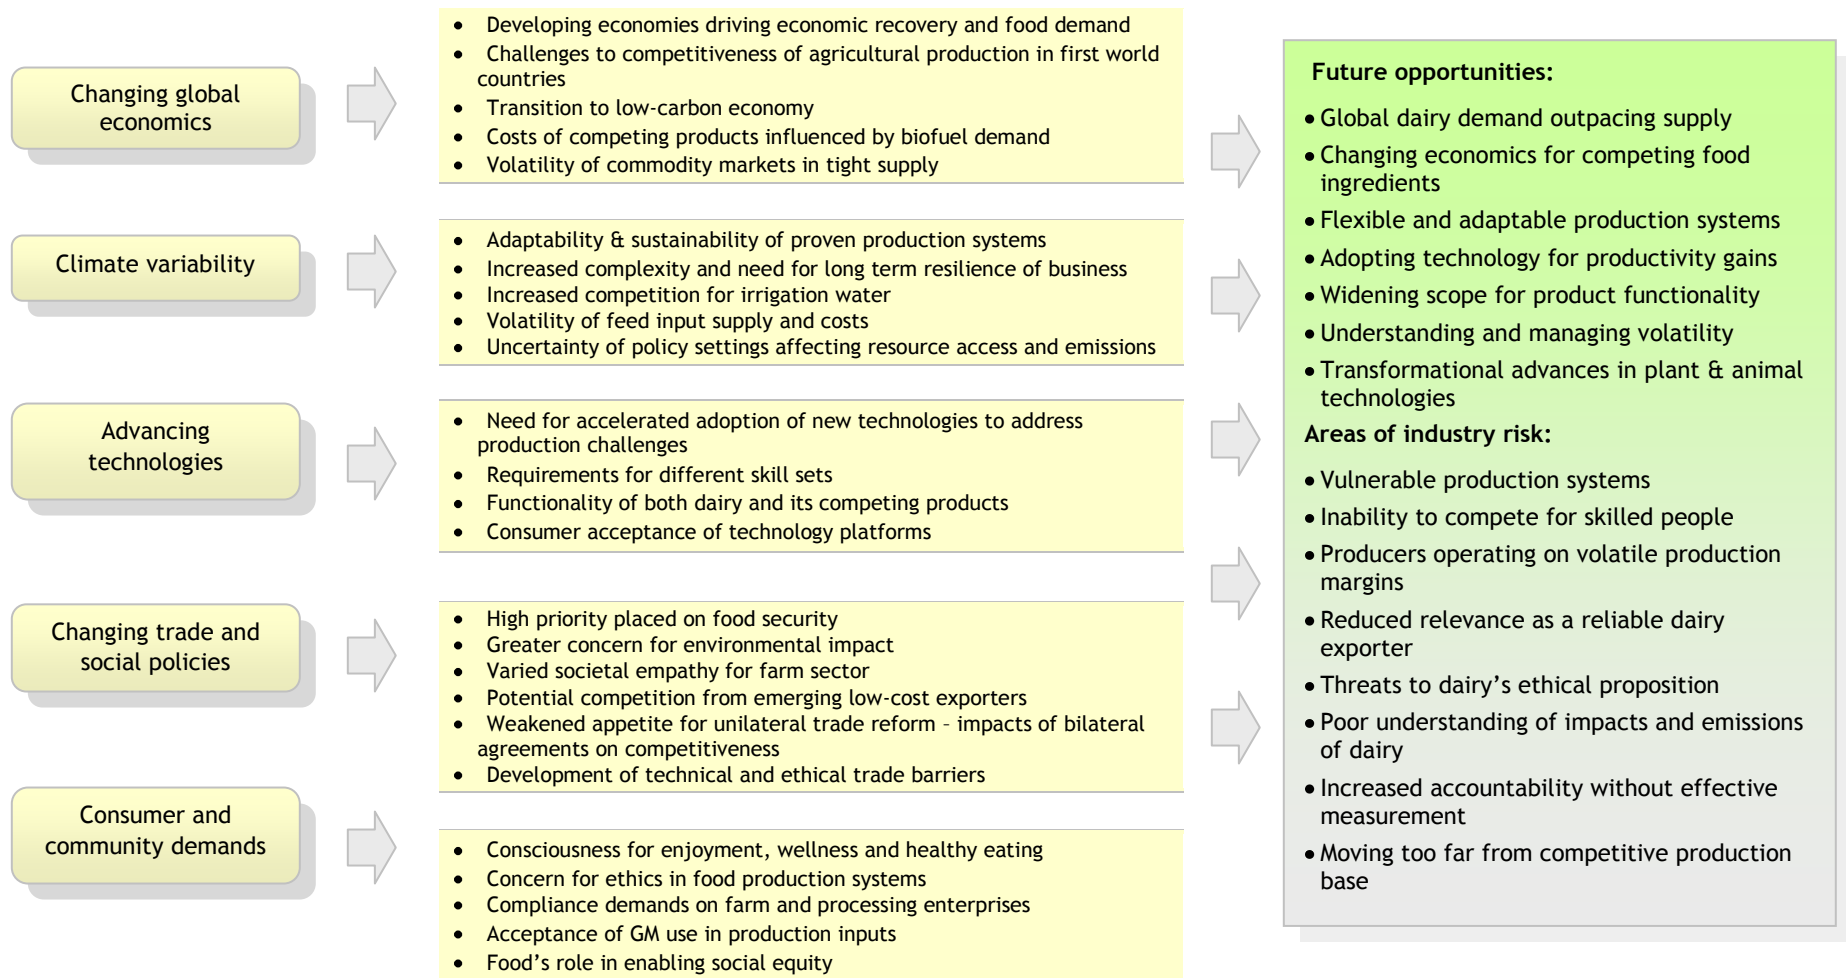 Changing global
economics
• Developing economies driving economic recovery and food demand
• Challenges to competitiveness of agricultural production in first world
countries
• Transition to low-carbon economy
• Costs of competing products influenced by biofuel demand
• Volatility of commodity markets in tight supply
Climate variability
• Adaptability & sustainability of proven production systems
• Increased complexity and need for long term resilience of business
• Increased competition for irrigation water
• Volatility of feed input supply and costs
• Uncertainty of policy settings affecting resource access and emissions
Advancing
technologies
• Need for accelerated adoption of new technologies to address
production challenges
• Requirements for different skill sets
• Functionality of both dairy and its competing products
• Consumer acceptance of technology platforms
Changing trade and
social policies
• High priority placed on food security
• Greater concern for environmental impact
• Varied societal empathy for farm sector
• Potential competition from emerging low-cost exporters
• Weakened appetite for unilateral trade reform – impacts of bilateral
agreements on competitiveness
• Development of technical and ethical trade barriers
Consumer and
community demands
• Consciousness for enjoyment, wellness and healthy eating
• Concern for ethics in food production systems
• Compliance demands on farm and processing enterprises
• Acceptance of GM use in production inputs
• Food’s role in enabling social equity
Future opportunities:
• Global dairy demand outpacing supply
• Changing economics for competing food
ingredients
• Flexible and adaptable production systems
• Adopting technology for productivity gains
• Widening scope for product functionality
• Understanding and managing volatility
• Transformational advances in plant & animal
technologies
Areas of industry risk:
• Vulnerable production systems
• Inability to compete for skilled people
• Producers operating on volatile production
margins
• Reduced relevance as a reliable dairy
exporter
• Threats to dairy’s ethical proposition
• Poor understanding of impacts and emissions
of dairy
• Increased accountability without effective
measurement
• Moving too far from competitive production
base